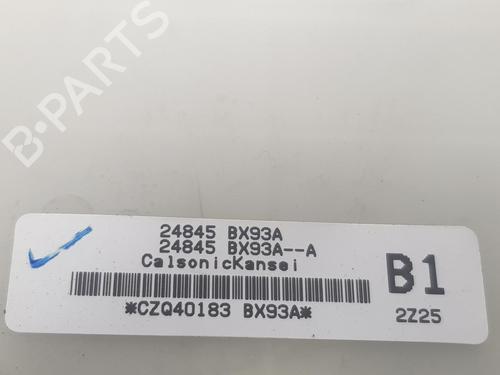 B-PARTS
24845 BX93A
24845 BX93A--A
CalsonicKansei
*CZQ40183 BX93A*
B1
2Z25